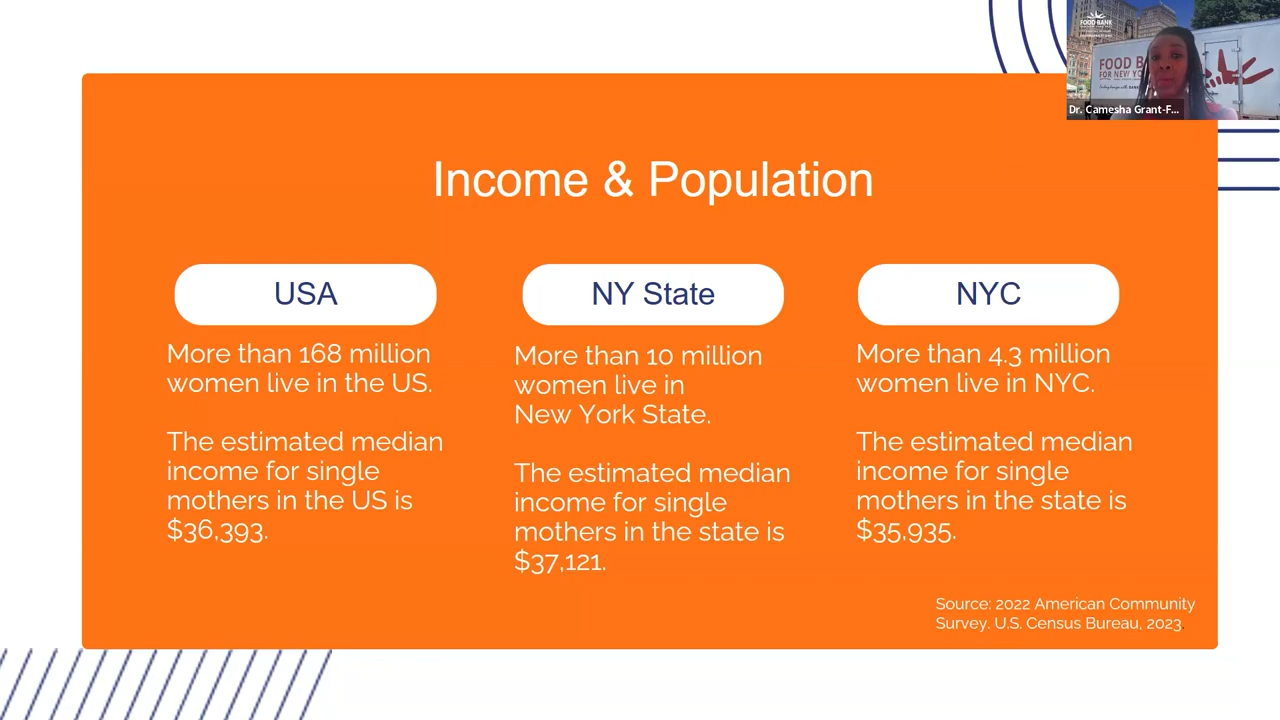 FOOD BANK
FOOD B
FOR NEW YO
Dr. Camesha Grant-F...
Income & Population
USA
More than 168 million
women live in the US.
The estimated median
income for single
mothers in the US is
$36,393.
NY State
More than 10 million
women live in
New York State.
The estimated median
income for single
mothers in the state is
$37,121.
NYC
More than 4.3 million
women live in NYC.
The estimated median
income for single
mothers in the state is
$35,935.
Source: 2022 American Community
Survey. U.S. Census Bureau, 2023.